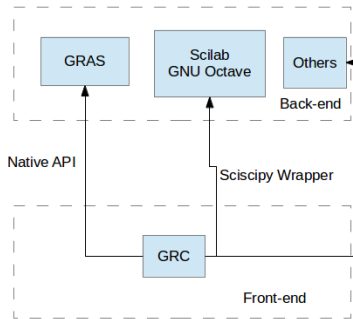 GRAS
Scilab
GNU Octave
Others
Back-end
Native API
Sciscipy Wrapper
GRC
Front-end